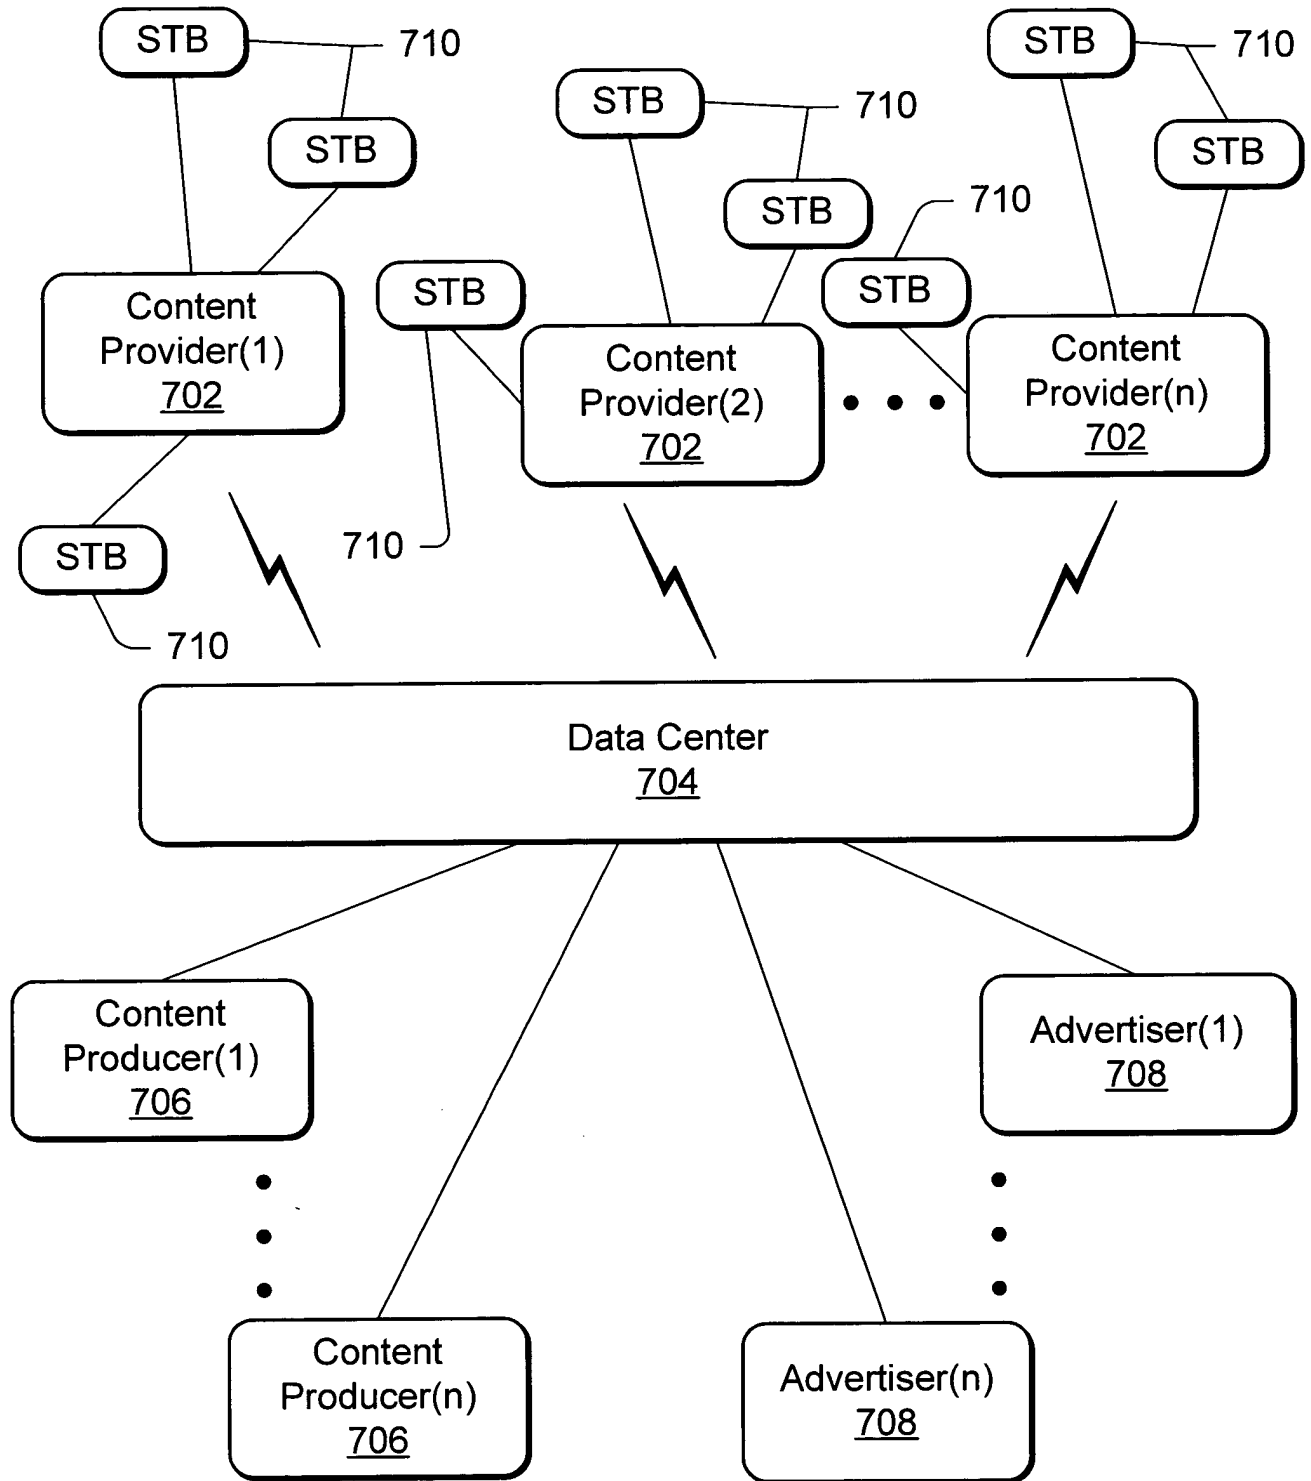 STB
710
STB
710
STB
710
STB
STB
STB
710
STB
STB
STB
Content
Provider(1)
702
Content
Provider(2)
702
Content
Provider(n)
702
710
STB
710
Data Center
704
Content
Producer(1)
706
Advertiser(1)
708
Content
Producer(n)
706
Advertiser(n)
708